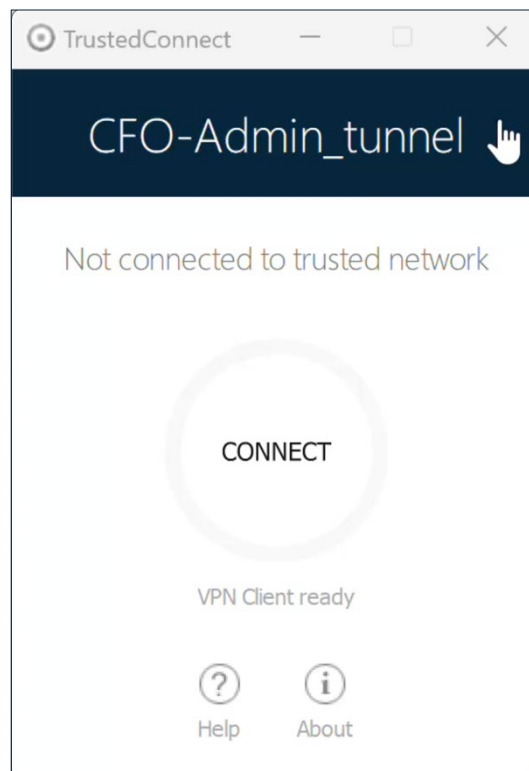 TrustedConnect
CFO-Admin_tunnel
Not connected to trusted network
CONNECT
VPN Client ready
? i
Help About